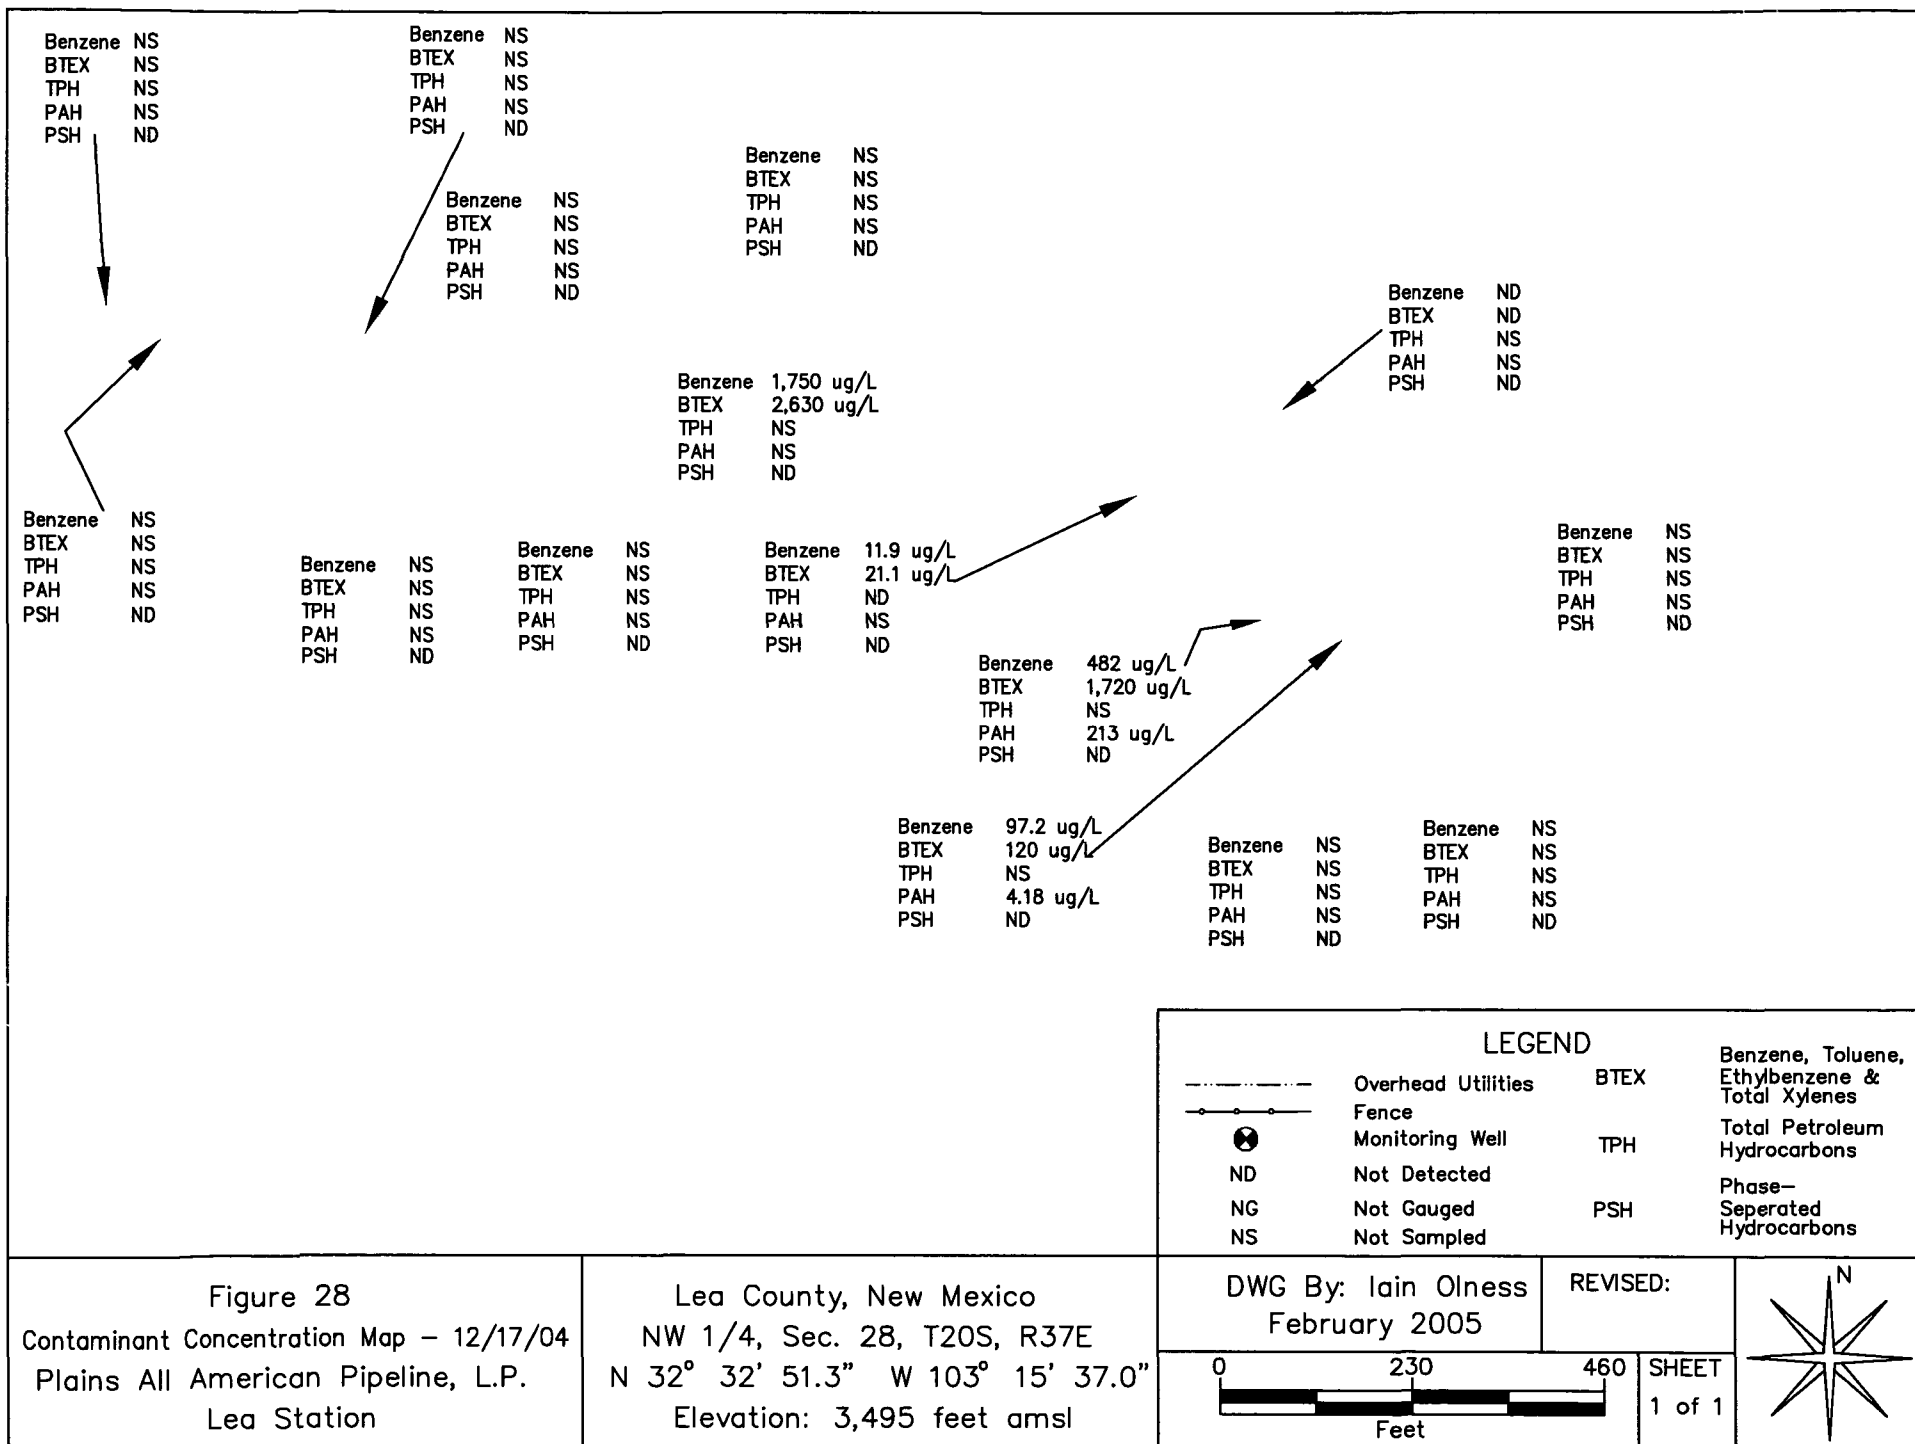 Benzene NS
BTEX NS
TPH NS
PAH NS
PSH ND
Benzene NS
BTEX NS
TPH NS
PAH NS
PSH ND
Benzene NS
BTEX NS
TPH NS
PAH NS
PSH ND
Benzene NS
BTEX NS
TPH NS
PAH NS
PSH ND
Benzene ND
BTEX ND
TPH NS
PAH NS
PSH ND
Benzene 1,750 ug/L
BTEX 2,630 ug/L
TPH NS
PAH NS
PSH ND
Benzene NS
BTEX NS
TPH NS
PAH NS
PSH ND
Benzene NS
BTEX NS
TPH NS
PAH NS
PSH ND
Benzene NS
BTEX NS
TPH NS
PAH NS
PSH ND
Benzene 11.9 ug/L
BTEX 21.1 ug/L
TPH ND
PAH NS
PSH ND
Benzene NS
BTEX NS
TPH NS
PAH NS
PSH ND
Benzene 482 ug/L
BTEX 1,720 ug/L
TPH NS
PAH 213 ug/L
PSH ND
Benzene 97.2 ug/L
BTEX 120 ug/L
TPH NS
PAH 4.18 ug/L
PSH ND
Benzene NS
BTEX NS
TPH NS
PAH NS
PSH ND
Benzene NS
BTEX NS
TPH NS
PAH NS
PSH ND
LEGEND
Overhead Utilities
Fence
Monitoring Well
ND Not Detected
NG Not Gauged
NS Not Sampled
BTEX Benzene, Toluene,
Ethylbenzene &
Total Xylenes
TPH Total Petroleum
Hydrocarbons
PSH Phase-
Seperated
Hydrocarbons
Figure 28
Contaminant Concentration Map - 12/17/04
Plains All American Pipeline, L.P.
Lea Station
Lea County, New Mexico
NW 1/4, Sec. 28, T20S, R37E
N 32° 32' 51.3" W 103° 15' 37.0"
Elevation: 3,495 feet amsl
DWG By: Iain Olness
February 2005
REVISED:
0 230 460
Feet
SHEET
1 of 1
N